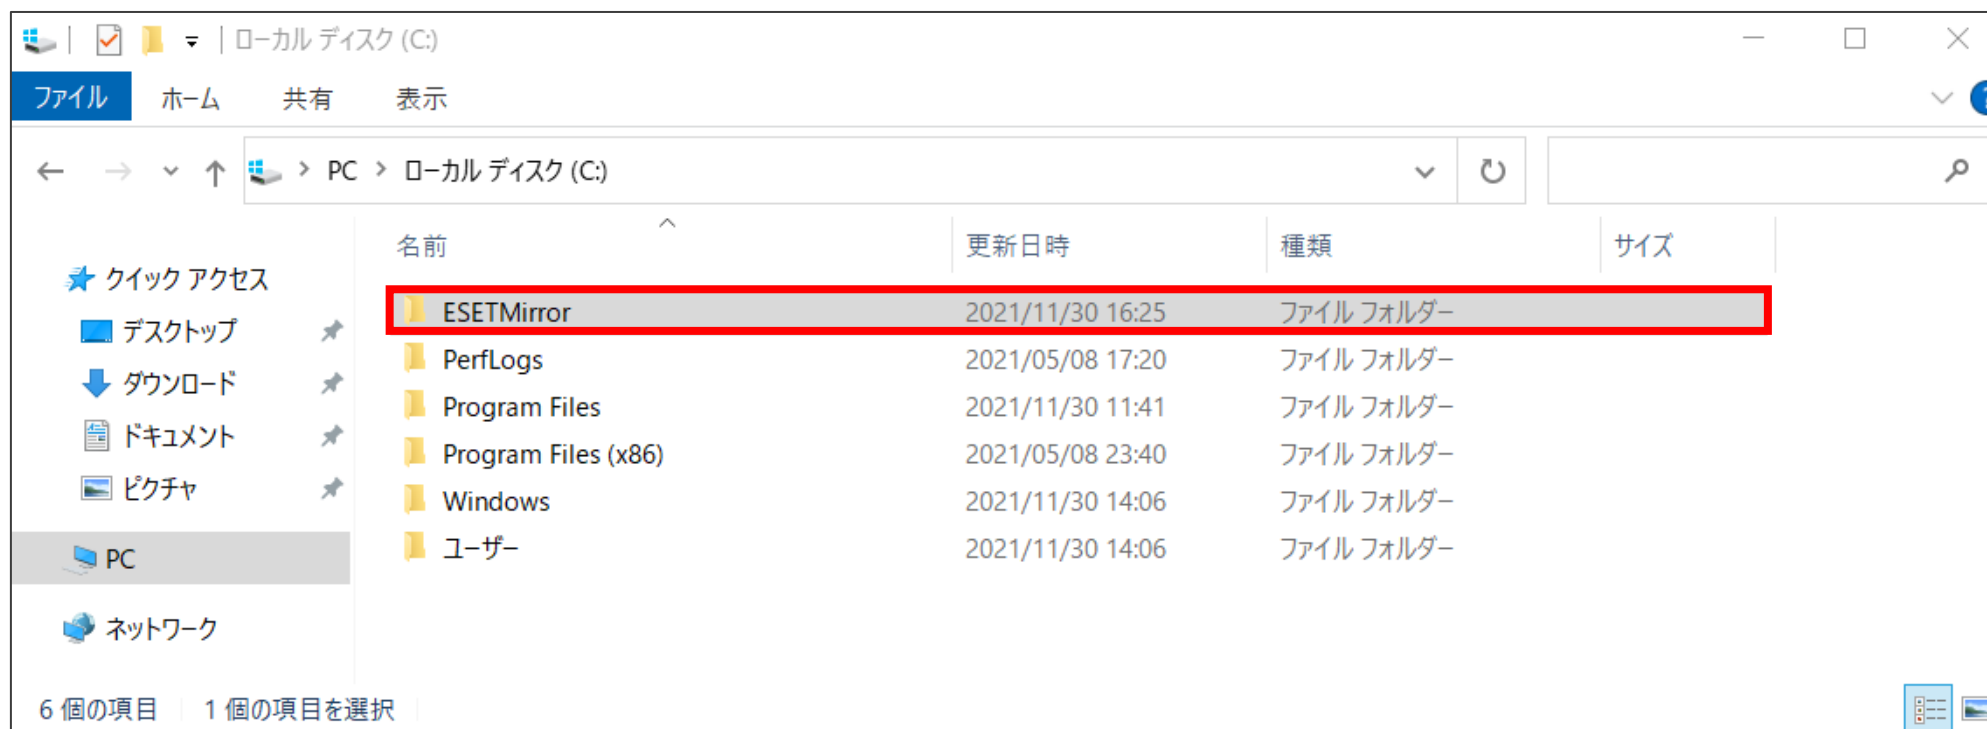 ローカル ディスク (C:)
ファイル ホーム 共有 表示
PC ローカル ディスク (C:)
名前 更新日時 種類 サイズ
クイック アクセス
デスクトップ
ダウンロード
ドキュメント
ピクチャ
PC
ネットワーク
ESETMirror 2021/11/30 16:25 ファイル フォルダー
PerfLogs 2021/05/08 17:20 ファイル フォルダー
Program Files 2021/11/30 11:41 ファイル フォルダー
Program Files (x86) 2021/05/08 23:40 ファイル フォルダー
Windows 2021/11/30 14:06 ファイル フォルダー
ユーザー 2021/11/30 14:06 ファイル フォルダー
6 個の項目 1 個の項目を選択